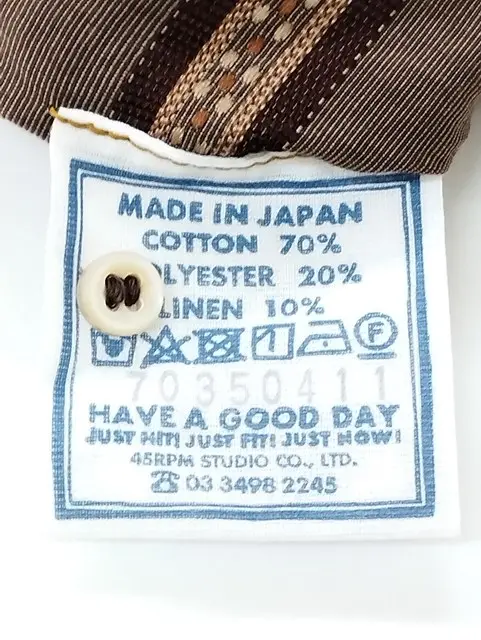 MADE IN JAPAN
COTTON 70%
LYESTER 20%
LINEN 10%
F
70350411
HAVE A GOOD DAY
JUST HIT! JUST FIT! JUST NOW!
45RPM STUDIO CO., LTD.
☎ 03 3498 2245